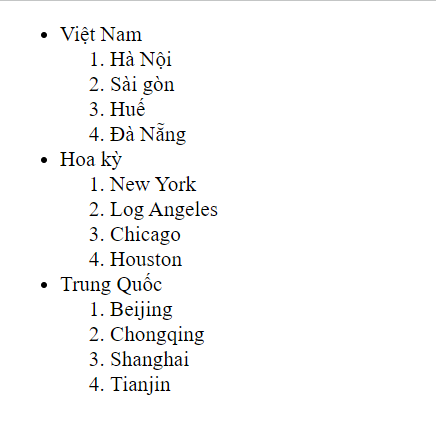 • Việt Nam
1. Hà Nội
2. Sài gòn
3. Huế
4. Đà Nẵng
• Hoa kỳ
1. New York
2. Log Angeles
3. Chicago
4. Houston
• Trung Quốc
1. Beijing
2. Chongqing
3. Shanghai
4. Tianjin